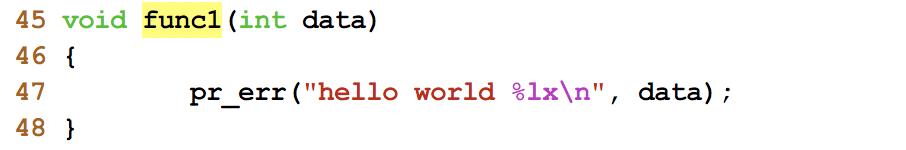 45 void func1(int data)
46 {
47         pr_err("hello world %lx\n", data);
48 }